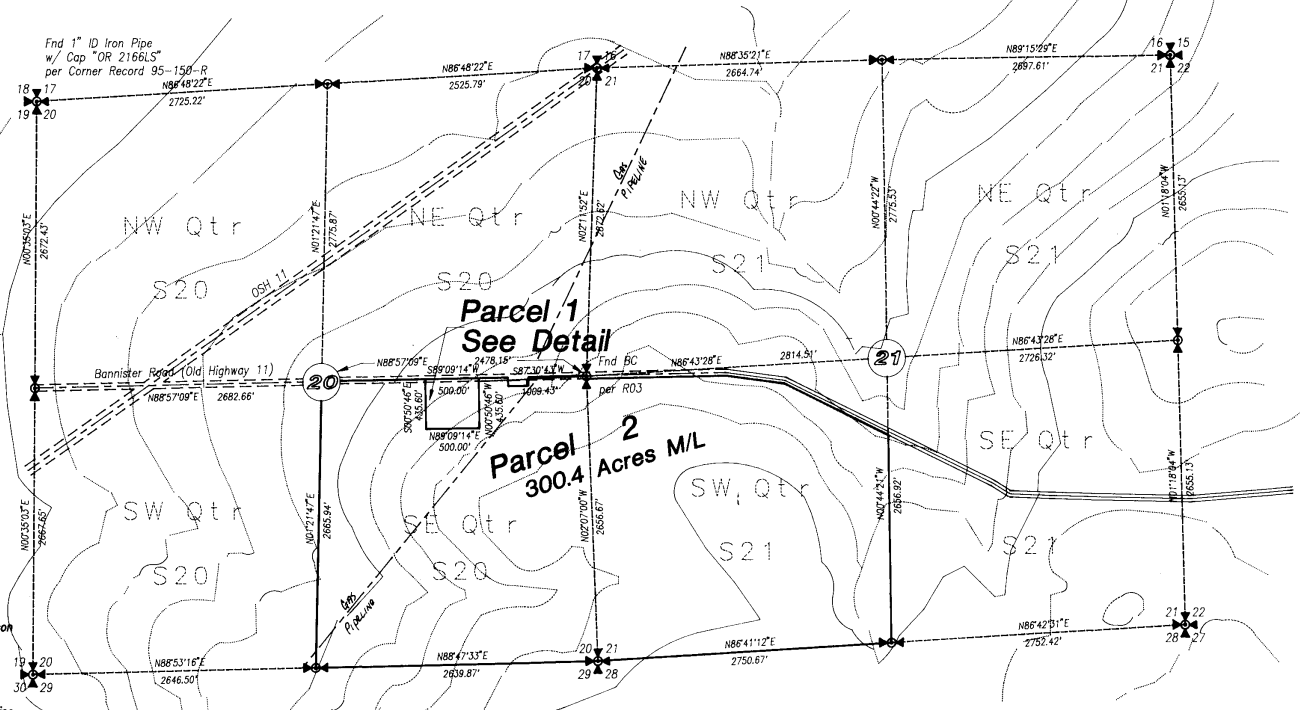 Fnd 1" ID Iron Pipe
w/ Cap "OR 2166LS"
per Corner Record 95-150-R
18 17
19 20
N86°48'22"E
2725.22'
N86°48'22"E
2525.79'
17 16
20 21
N88°35'21"E
2664.74'
N89°15'29"E
2697.61'
16 15
21 22
N00°35'03"E
2672.43'
NW Qtr
S20
N01°21'47"E
2775.87'
OSH 11
NE Qtr
S20
N02°11'52"E
2872.62'
Gas
Pipeline
NW Qtr
S21
N00°44'22"W
2775.53'
NE Qtr
S21
N01°18'04"W
2655.13'
Parcel 1
See Detail
Bannister Road (Old Highway 11)
N88°57'09"E 2682.66'
20
N88°57'09"E 2478.15'
S89°09'14"W
500.00'
S87°30'43"W
1009.43'
Fnd BC
per R03
N86°43'28"E 2814.51'
21
N86°43'28"E
2726.32'
S00°50'46"E
435.60'
N00°50'46"W
435.60'
N89°09'14"E
500.00'
Parcel 2
300.4 Acres M/L
N00°35'03"E
2667.65'
SW Qtr
S20
N01°21'47"E
2665.94'
SE Qtr
S20
Gas
Pipeline
N02°07'00"W
2656.67'
SW Qtr
S21
N00°44'21"W
2656.92'
SE Qtr
S21
N01°18'04"W
2655.13'
on
19 20
30 29
N88°53'16"E
2646.50'
N88°47'33"E
2639.87'
20 21
29 28
N86°41'12"E
2750.67'
N86°42'31"E
2752.42'
21 22
28 27